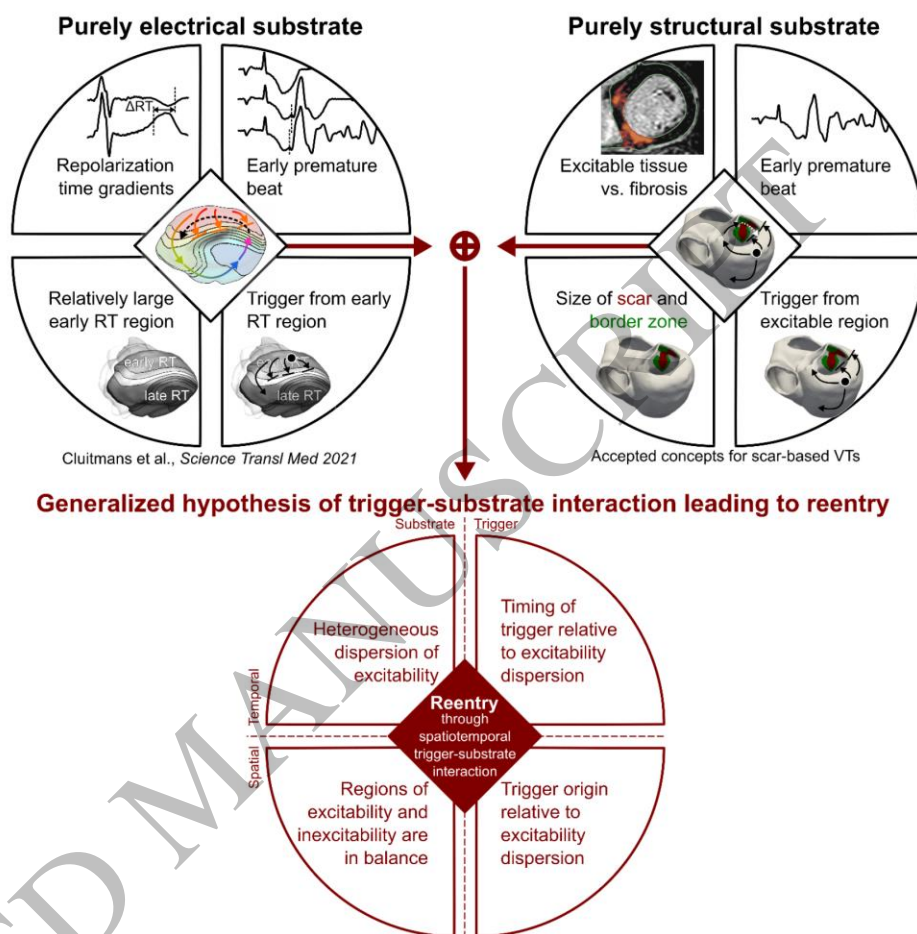 Purely electrical substrate
ΔRT
Repolarization
time gradients
Early premature
beat
Relatively large
early RT region
early RT
late RT
Trigger from early
RT region
Cluitmans et al., Science Transl Med 2021
Purely structural substrate
Excitable tissue
vs. fibrosis
Early premature
beat
Size of scar and
border zone
Trigger from
excitable region
Accepted concepts for scar-based VTs
Generalized hypothesis of trigger-substrate interaction leading to reentry
Substrate
Trigger
Temporal
Spatial
Heterogeneous
dispersion of
excitability
Timing of
trigger relative
to excitability
dispersion
Reentry
through
spatiotemporal
trigger-substrate
interaction
Regions of
excitability and
inexcitability are
in balance
Trigger origin
relative to
excitability
dispersion
ED MANUSCRIPT